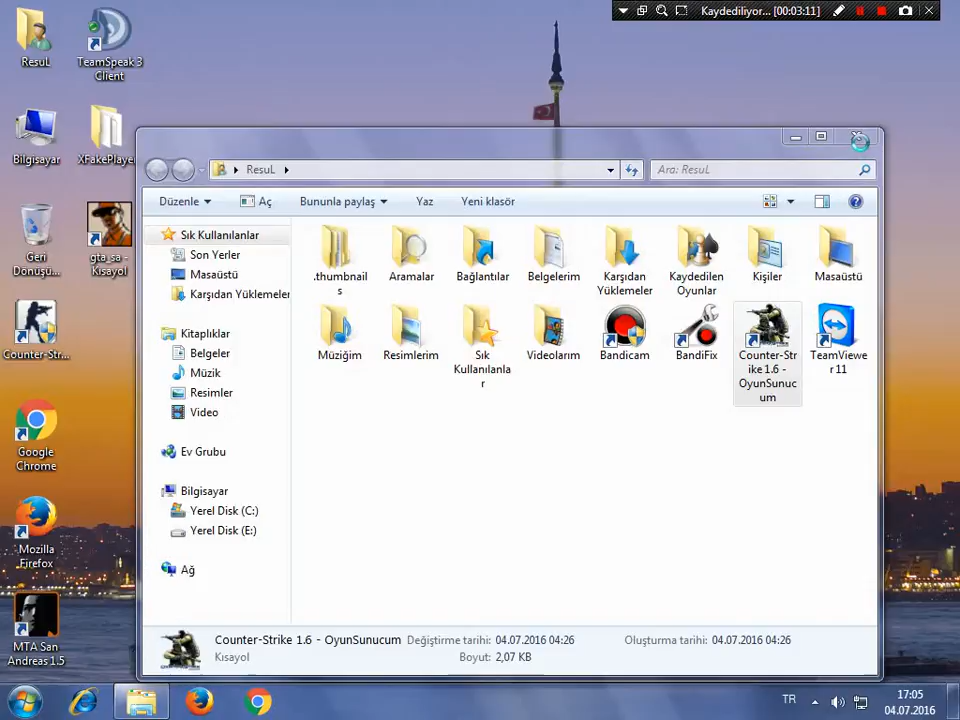 Kaydediliyor... [00:03:11]
ResuL
TeamSpeak 3
Client
Bilgisayar
XFakePlayer
Geri
Dönüşü...
gta_sa -
Kısayol
Counter-Str...
Google
Chrome
Mozilla
Firefox
MTA San
Andreas 1.5
ResuL
Ara: ResuL
Düzenle
Aç
Bununla paylaş
Yaz
Yeni klasör
Sık Kullanılanlar
Son Yerler
Masaüstü
Karşıdan Yüklemeler
Kitaplıklar
Belgeler
Müzik
Resimler
Video
Ev Grubu
Bilgisayar
Yerel Disk (C:)
Yerel Disk (E:)
Ağ
.thumbnail
s
Aramalar
Bağlantılar
Belgelerim
Karşıdan
Yüklemeler
Kaydedilen
Oyunlar
Kişiler
Masaüstü
Müziğim
Resimlerim
Sık
Kullanılanla
r
Videolarım
Bandicam
BandiFix
Counter-Str
ike 1.6 -
OyunSunuc
um
TeamViewe
r 11
Counter-Strike 1.6 - OyunSunucum
Değiştirme tarihi: 04.07.2016 04:26
Oluşturma tarihi: 04.07.2016 04:26
Kısayol
Boyut: 2,07 KB
TR
17:05
04.07.2016